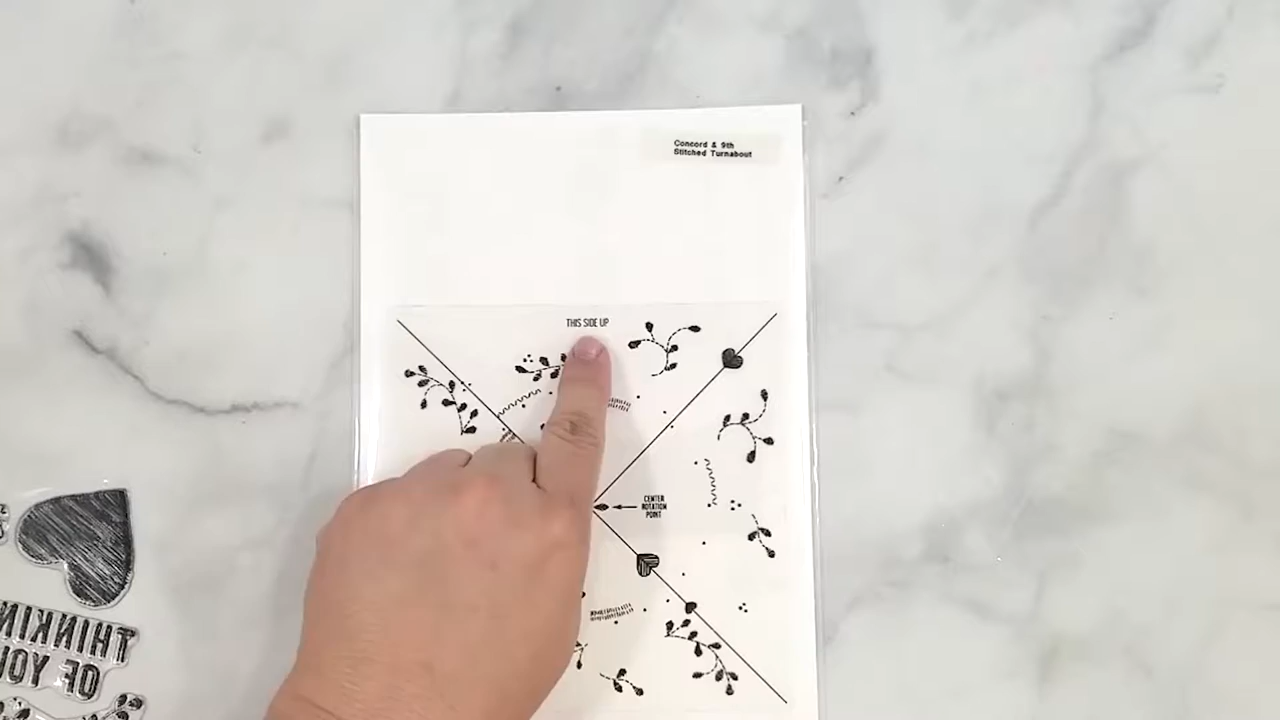 Concord & 9th
Stitched Turnabout
THIS SIDE UP
CENTER
ROTATION
POINT
THINKIN
OF YOU